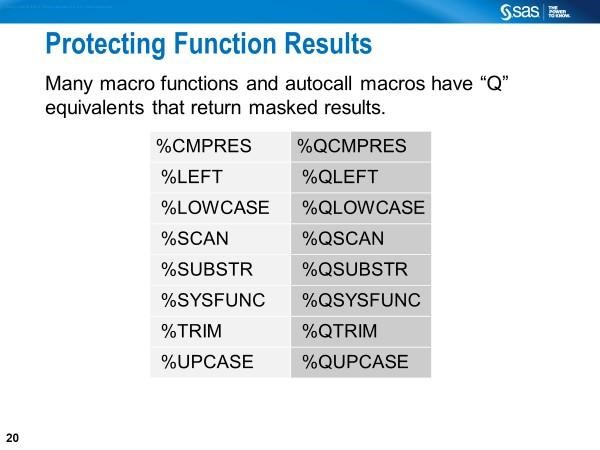 sas THE POWER TO KNOW.
Protecting Function Results
Many macro functions and autocall macros have “Q”
equivalents that return masked results.
%CMPRES %QCMPRES
%LEFT %QLEFT
%LOWCASE %QLOWCASE
%SCAN %QSCAN
%SUBSTR %QSUBSTR
%SYSFUNC %QSYSFUNC
%TRIM %QTRIM
%UPCASE %QUPCASE
20